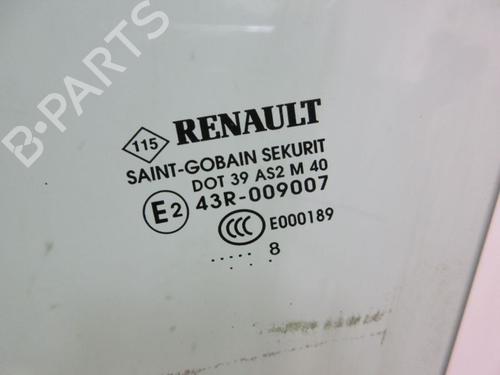 B-PARTS
115 RENAULT
SAINT-GOBAIN SEKURIT
DOT 39 AS2 M 40
E2 43R-009007
CCC E000189
..... 8
....